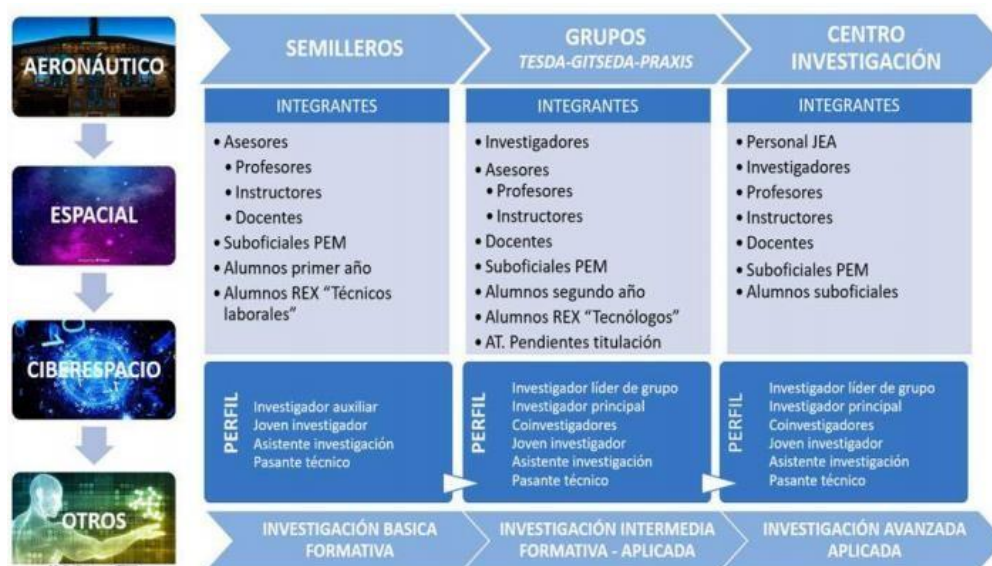 AERONÁUTICO
ESPACIAL
CIBERESPACIO
OTROS
SEMILLEROS
INTEGRANTES
• Asesores
• Profesores
• Instructores
• Docentes
• Suboficiales PEM
• Alumnos primer año
• Alumnos REX “Técnicos
laborales”
PERFIL
Investigador auxiliar
Joven investigador
Asistente investigación
Pasante técnico
INVESTIGACIÓN BASICA
FORMATIVA
GRUPOS
TESDA-GITSEDA-PRAXIS
INTEGRANTES
• Investigadores
• Asesores
• Profesores
• Instructores
• Docentes
• Suboficiales PEM
• Alumnos segundo año
• Alumnos REX “Tecnólogos”
• AT. Pendientes titulación
PERFIL
Investigador líder de grupo
Investigador principal
Coinvestigadores
Joven investigador
Asistente investigación
Pasante técnico
INVESTIGACIÓN INTERMEDIA
FORMATIVA - APLICADA
CENTRO
INVESTIGACIÓN
INTEGRANTES
• Personal JEA
• Investigadores
• Profesores
• Instructores
• Docentes
• Suboficiales PEM
• Alumnos suboficiales
PERFIL
Investigador líder de grupo
Investigador principal
Coinvestigadores
Joven investigador
Asistente investigación
Pasante técnico
INVESTIGACIÓN AVANZADA
APLICADA